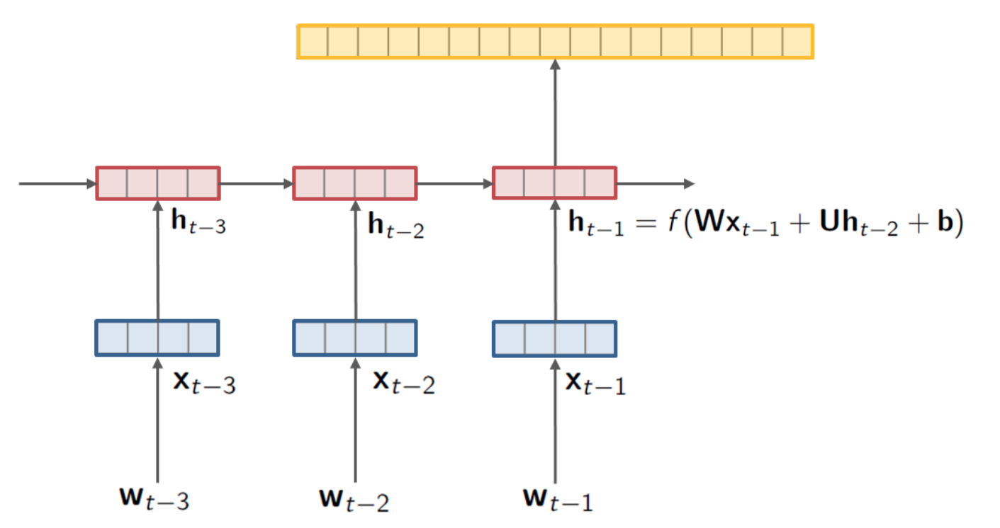 h_{t−3} h_{t−2} h_{t−1} = f(Wx_{t−1} + Uh_{t−2} + b)
x_{t−3} x_{t−2} x_{t−1}
w_{t−3} w_{t−2} w_{t−1}